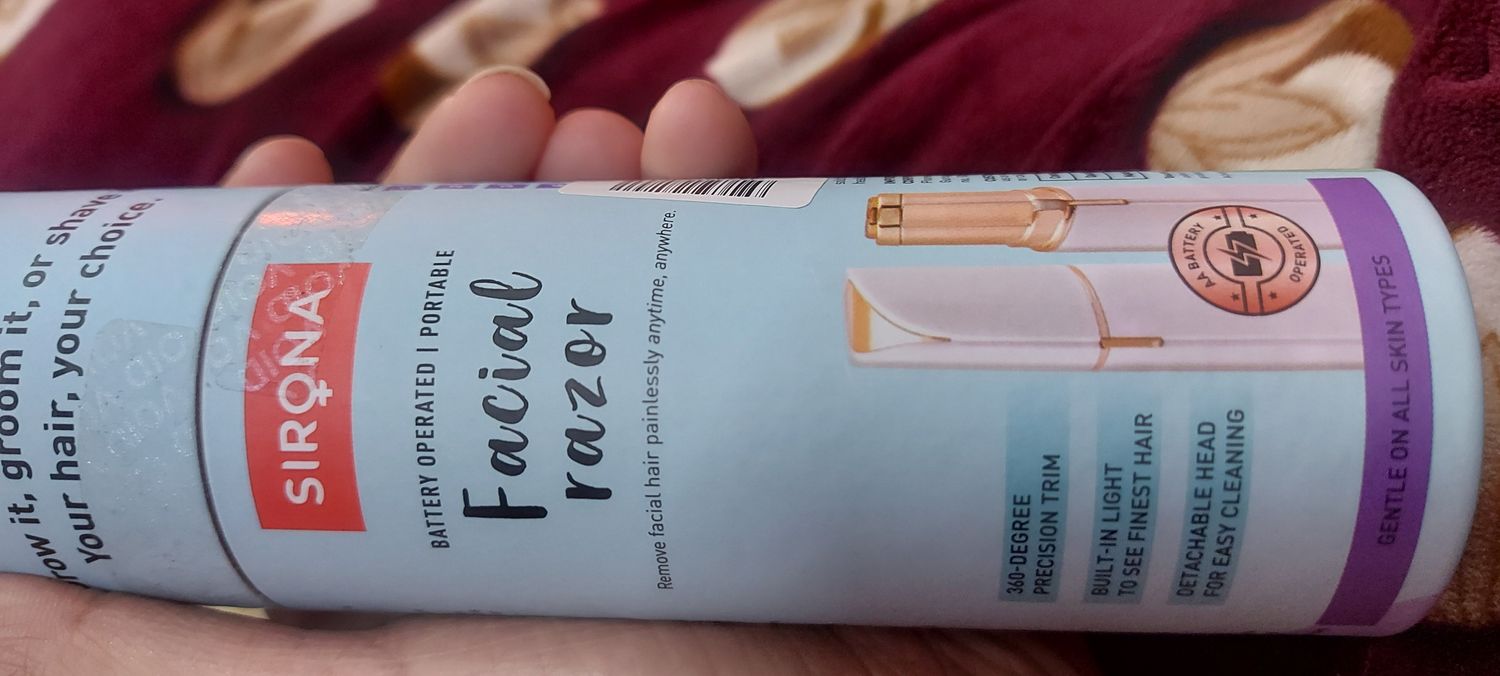 row it, groom it, or shave
Your hair, your choice.
SIRONA
BATTERY OPERATED | PORTABLE
Facial
razor
Remove facial hair painlessly anytime, anywhere.
AA BATTERY
OPERATED
360-DEGREE
PRECISION TRIM
BUILT-IN LIGHT
TO SEE FINEST HAIR
DETACHABLE HEAD
FOR EASY CLEANING
GENTLE ON ALL SKIN TYPES